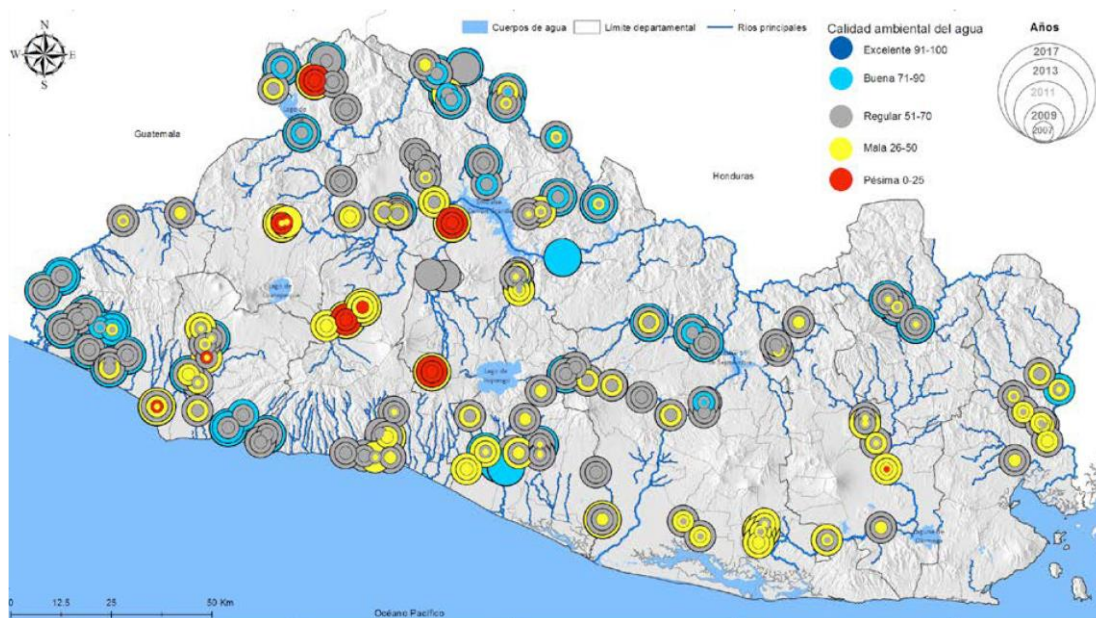 Cuerpos de agua
Límite departamental
Ríos principales
Calidad ambiental del agua
Excelente 91-100
Buena 71-90
Regular 51-70
Mala 26-50
Pésima 0-25
Años
2017
2013
2011
2009
2007
N
W
E
S
Guatemala
Honduras
Lago de
Lago de
Ilopango
0
12.5
25
50 Km
Océano Pacífico